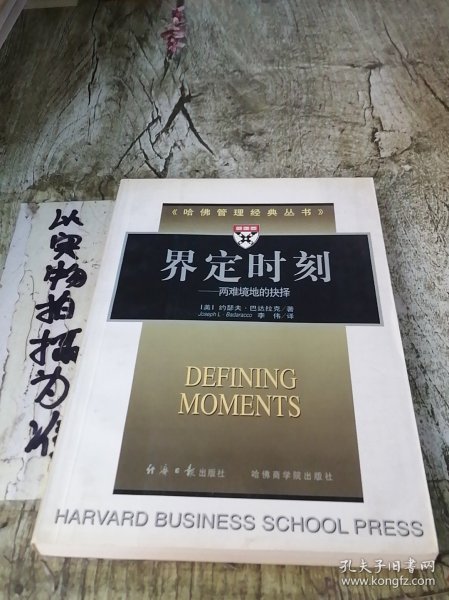 以实物拍摄为准
《哈佛管理经典丛书》
界定时刻
——两难境地的抉择
〔美〕约瑟夫·巴达拉克/著
Joseph L·Badaracco 李 伟/译
DEFINING
MOMENTS
经济日报出版社 哈佛商学院出版社
HARVARD BUSINESS SCHOOL PRESS
孔夫子旧书网
www.kongfz.com